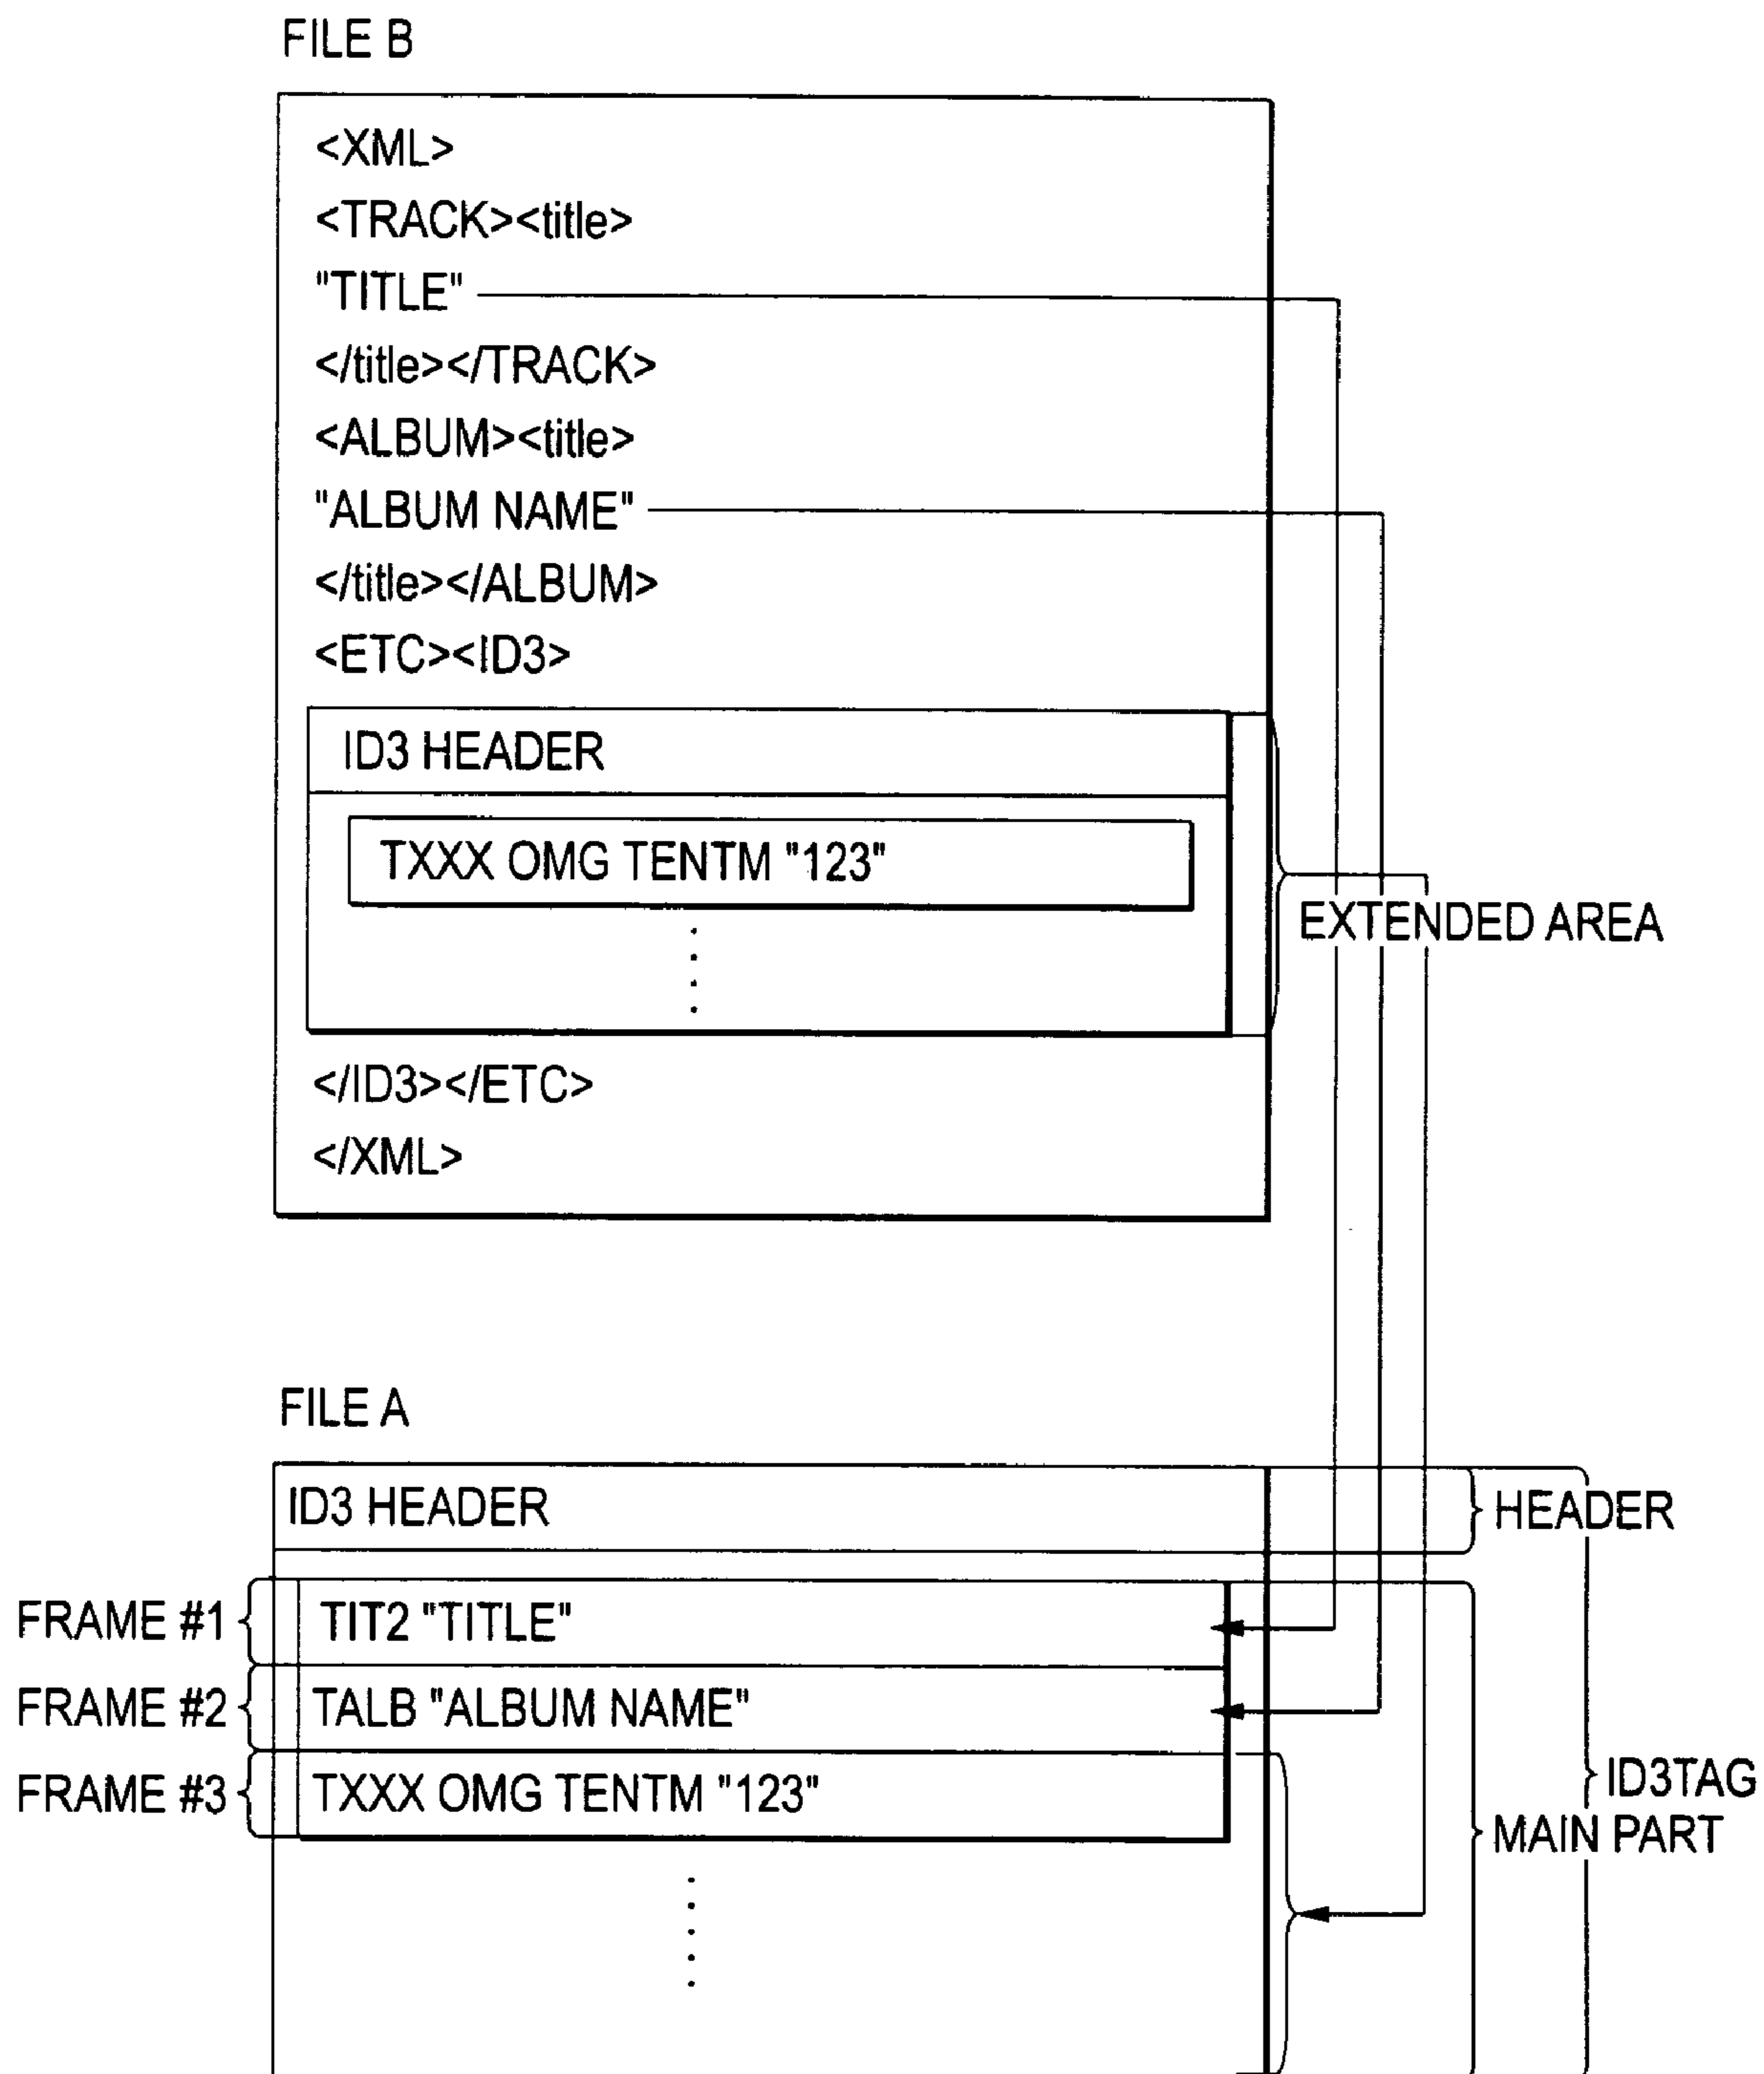 FILE B
<XML>
<TRACK><title>
"TITLE"
</title></TRACK>
<ALBUM><title>
"ALBUM NAME"
</title></ALBUM>
<ETC><ID3>
ID3 HEADER
TXXX OMG TENTM "123"
EXTENDED AREA
</ID3></ETC>
</XML>
FILE A
ID3 HEADER
HEADER
FRAME #1
TIT2 "TITLE"
FRAME #2
TALB "ALBUM NAME"
FRAME #3
TXXX OMG TENTM "123"
ID3TAG
MAIN PART